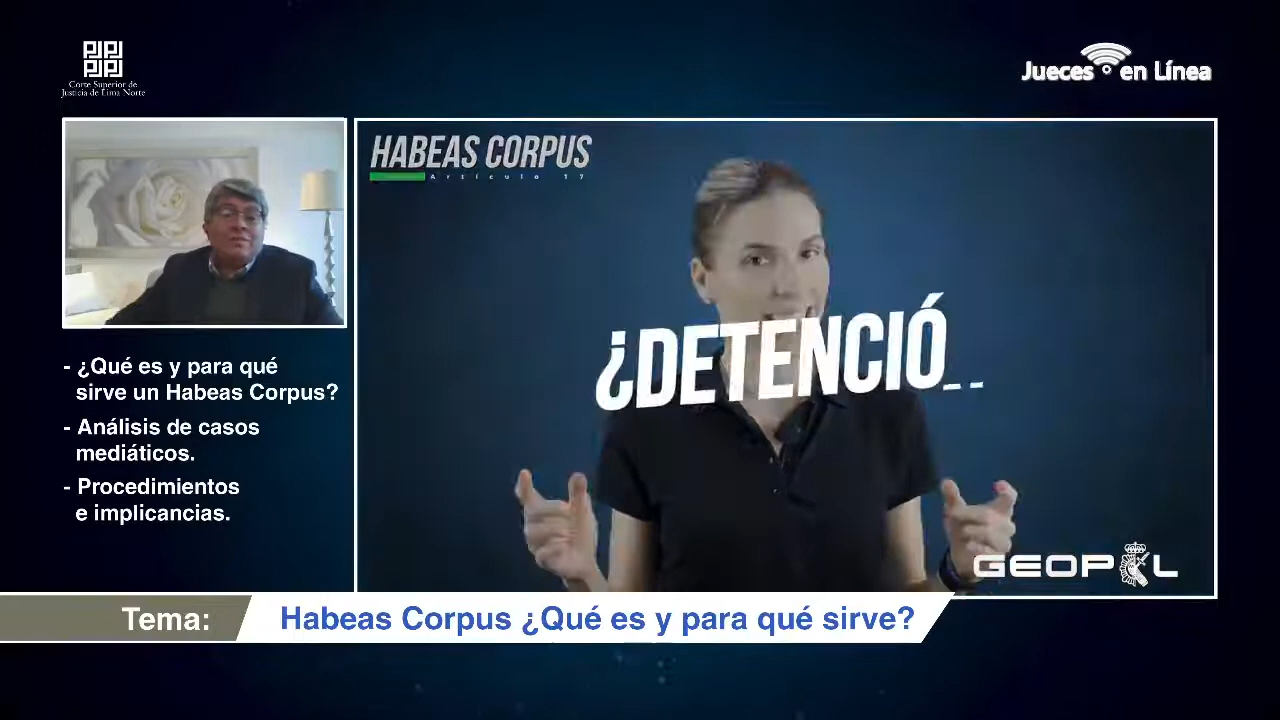 Corte Superior de
Justicia de Lima Norte
Jueces en Línea
HABEAS CORPUS
Artículo 17
¿DETENCIÓ_ _
GEOPOL
- ¿Qué es y para qué
sirve un Habeas Corpus?
- Análisis de casos
mediáticos.
- Procedimientos
e implicancias.
Tema:
Habeas Corpus ¿Qué es y para qué sirve?